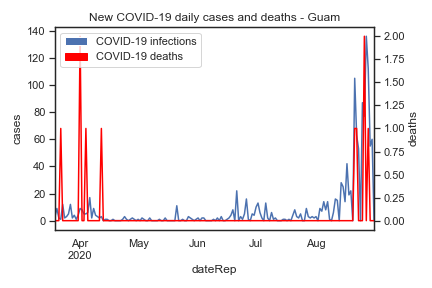 New COVID-19 daily cases and deaths - Guam
COVID-19 infections
COVID-19 deaths
140
120
100
80
60
40
20
0
cases
2.00
1.75
1.50
1.25
1.00
0.75
0.50
0.25
0.00
deaths
Apr
2020
May
Jun
Jul
Aug
dateRep